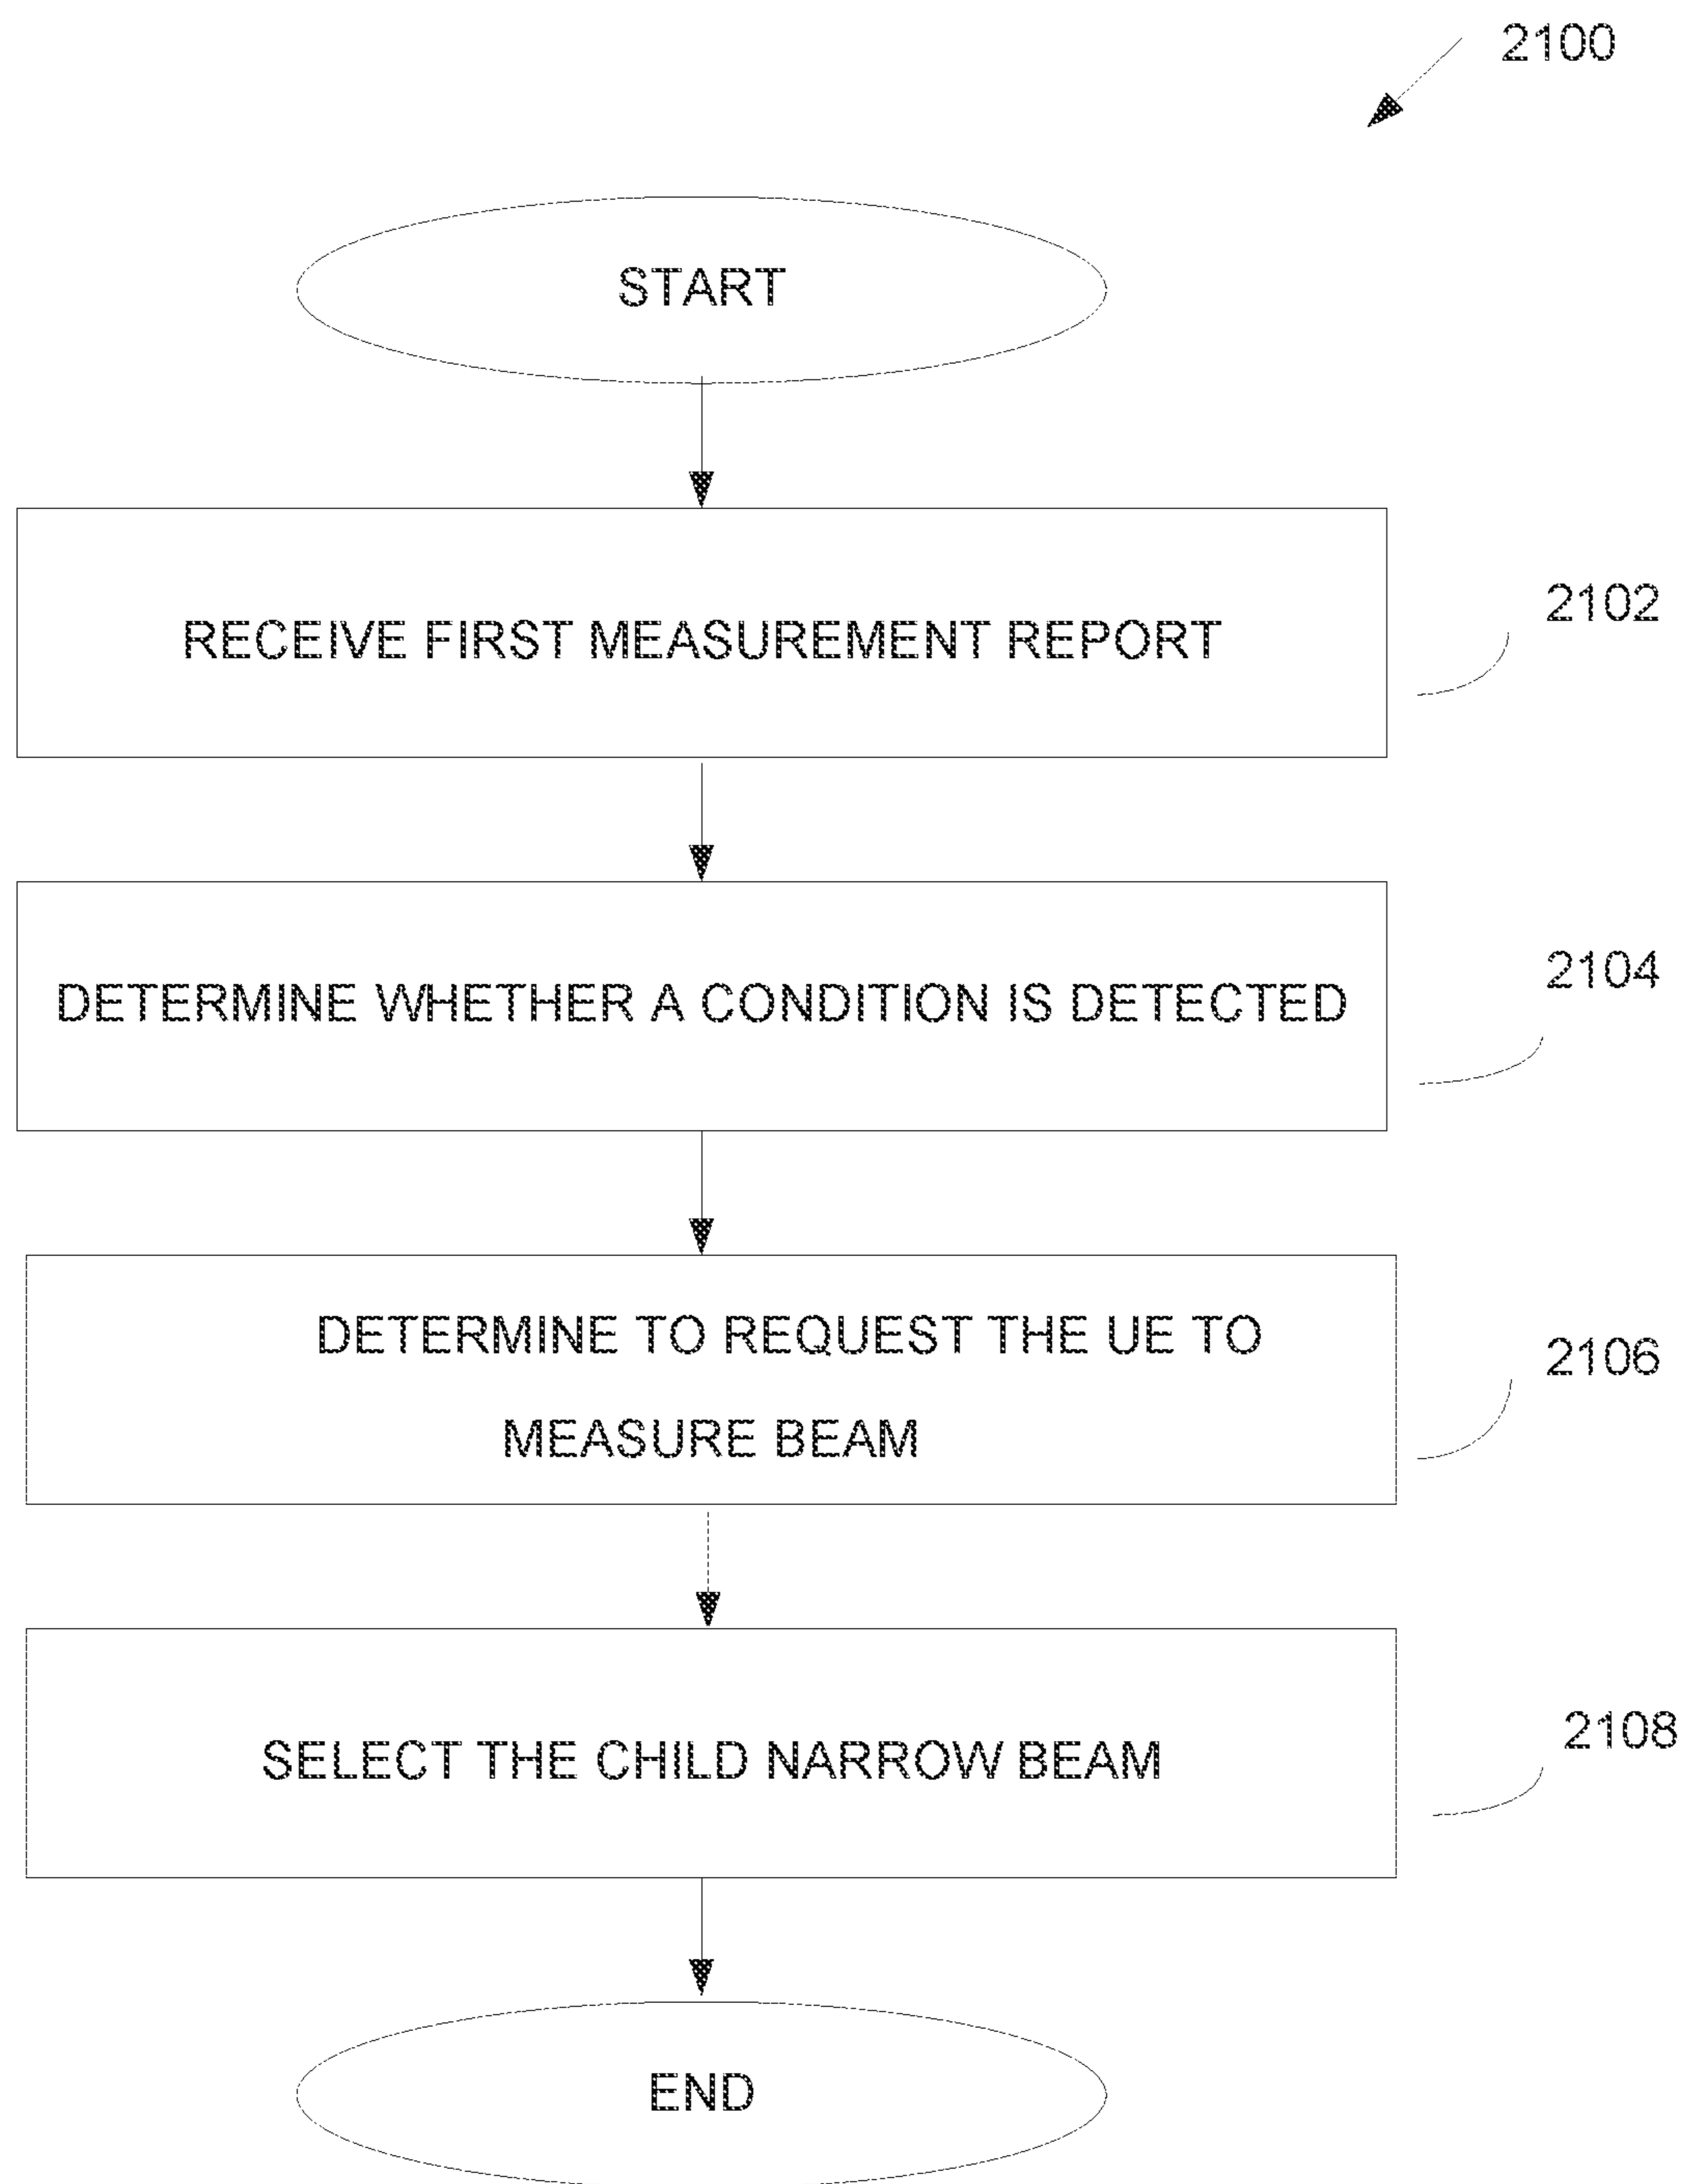 2100
START
RECEIVE FIRST MEASUREMENT REPORT
2102
DETERMINE WHETHER A CONDITION IS DETECTED
2104
DETERMINE TO REQUEST THE UE TO
MEASURE BEAM
2106
SELECT THE CHILD NARROW BEAM
2108
END